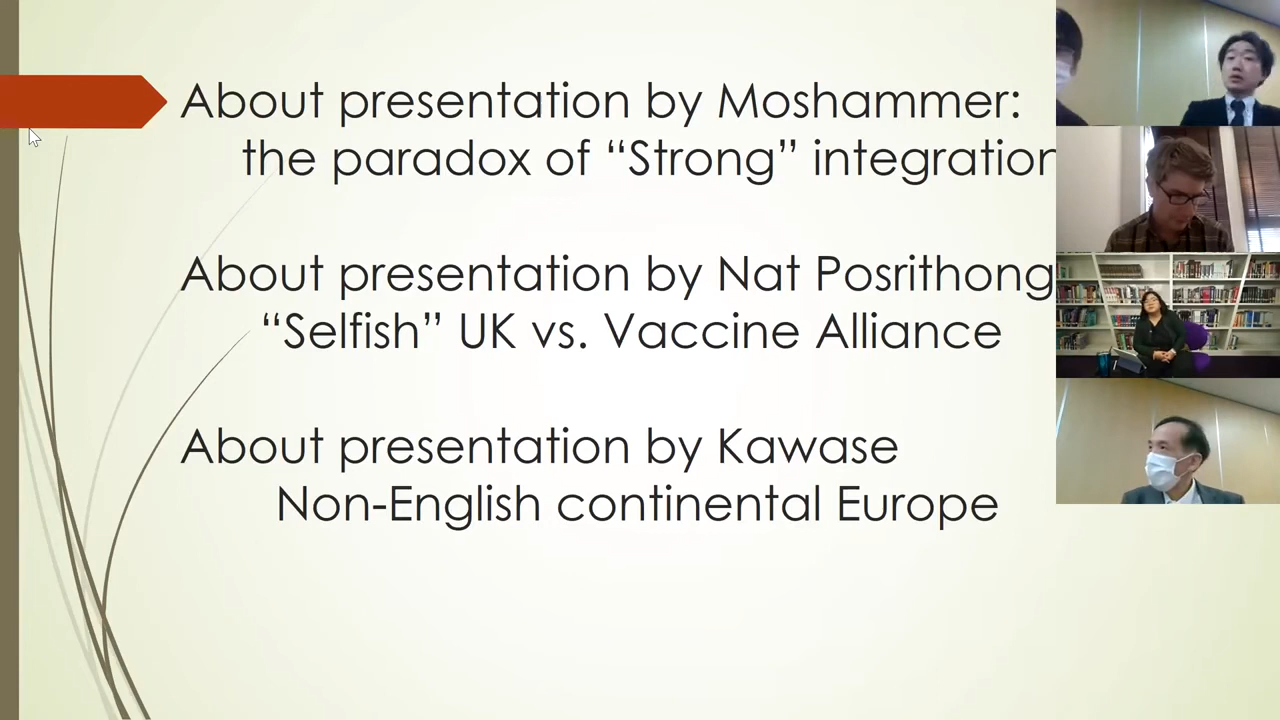 About presentation by Moshammer:
the paradox of “Strong” integration
About presentation by Nat Posrithong
“Selfish” UK vs. Vaccine Alliance
About presentation by Kawase
Non-English continental Europe